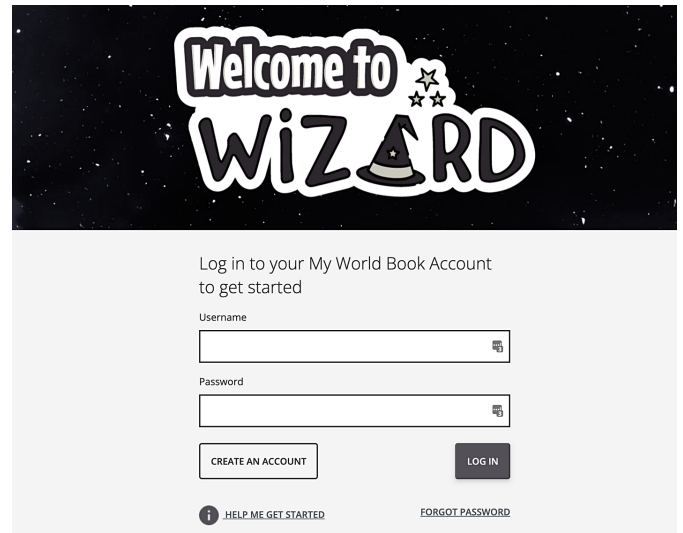 Welcome to
WiZARD
Log in to your My World Book Account
to get started
Username
Password
CREATE AN ACCOUNT
LOG IN
HELP ME GET STARTED
FORGOT PASSWORD